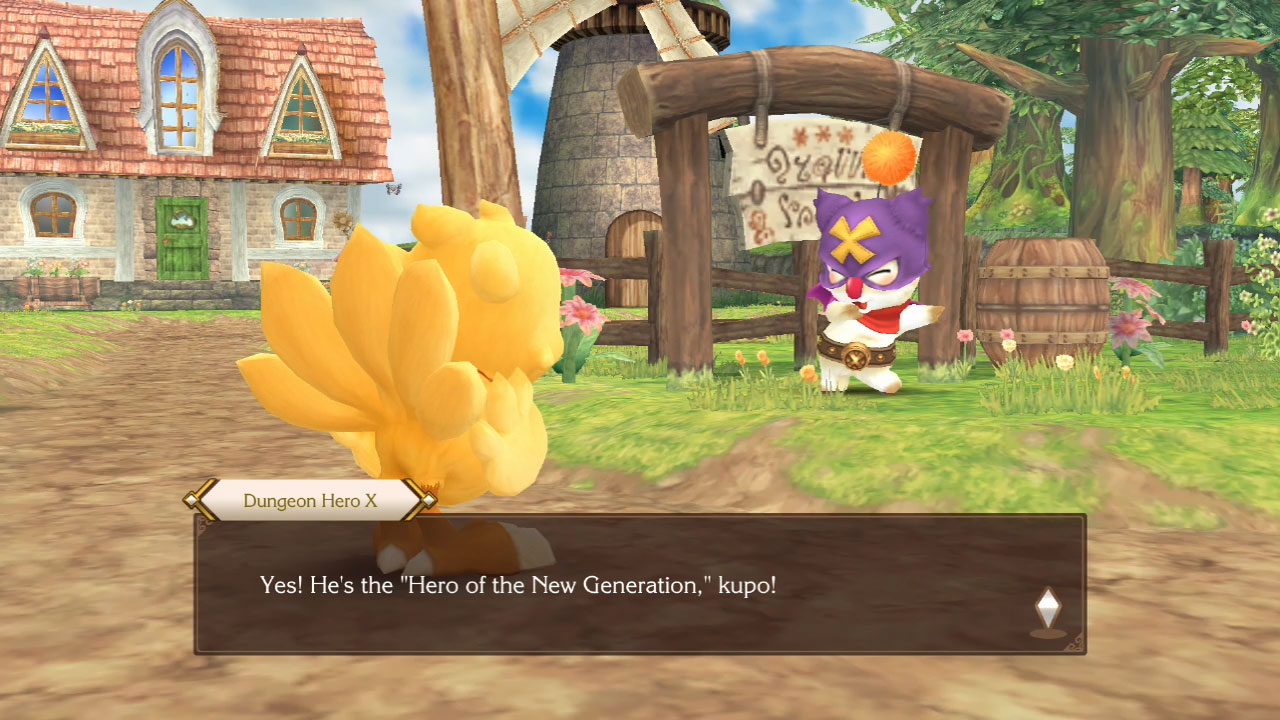 Dungeon Hero X
Yes! He's the "Hero of the New Generation," kupo!